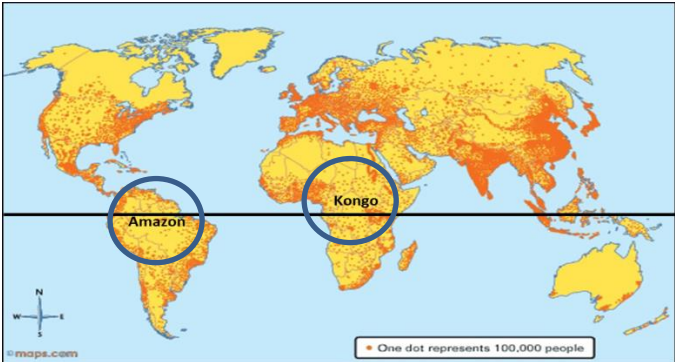 Amazon
Kongo
N
W E
S
©maps.com
One dot represents 100,000 people